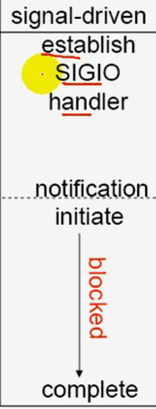 signal-driven
establish
SIGIO
handler
notification
initiate
blocked
complete